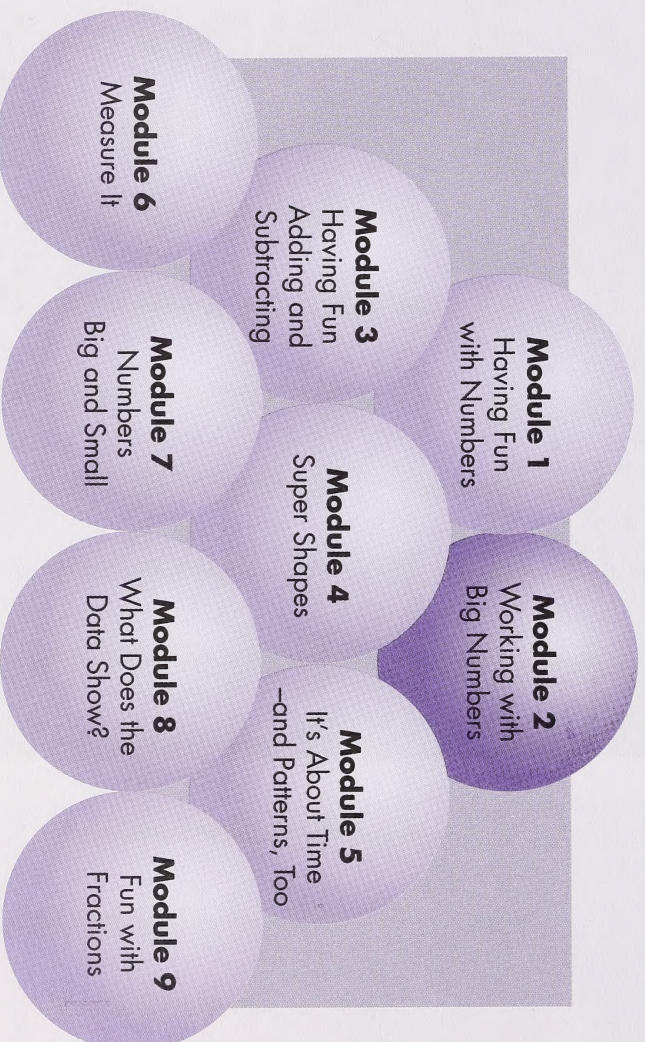 Module 1
Having Fun
with Numbers
Module 2
Working with
Big Numbers
Module 3
Having Fun
Adding and
Subtracting
Module 4
Super Shapes
Module 5
It's About Time
–and Patterns, Too
Module 6
Measure It
Module 7
Numbers
Big and Small
Module 8
What Does the
Data Show?
Module 9
Fun with
Fractions